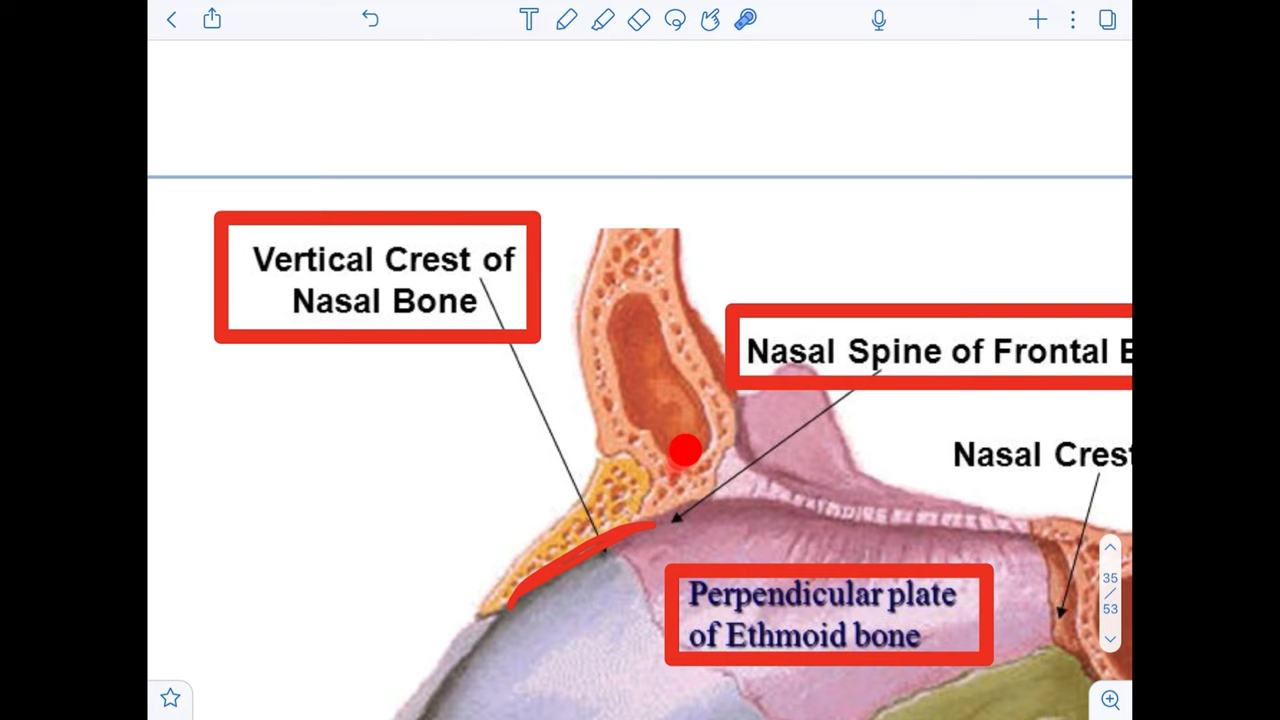 T
Vertical Crest of
Nasal Bone
Nasal Spine of Frontal
Nasal Crest
Perpendicular plate
of Ethmoid bone
35
/
53